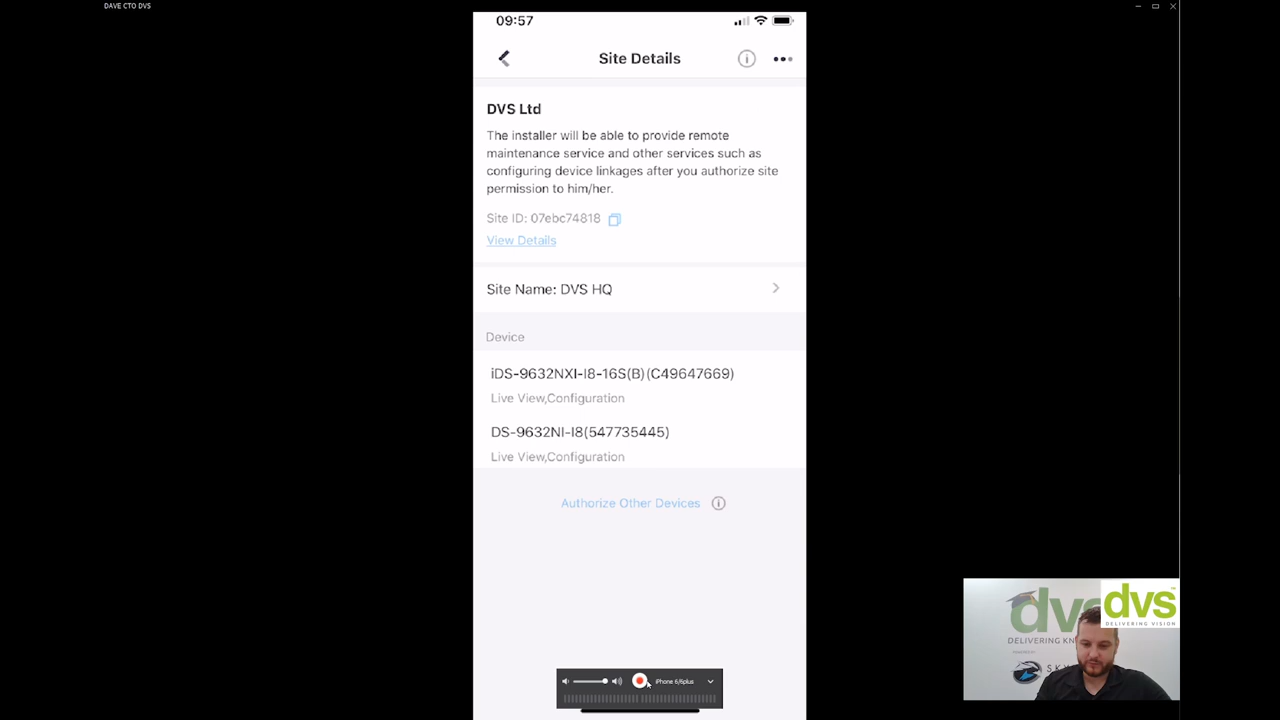 DAVE CTO DVS
09:57
Site Details
DVS Ltd
The installer will be able to provide remote
maintenance service and other services such as
configuring device linkages after you authorize site
permission to him/her.
Site ID: 07ebc74818
View Details
Site Name: DVS HQ
Device
iDS-9632NXI-I8-16S(B)(C49647669)
Live View,Configuration
DS-9632NI-I8(547735445)
Live View,Configuration
Authorize Other Devices
iPhone 6/6plus
dvs
DELIVERING
dvs
DELIVERING VISION